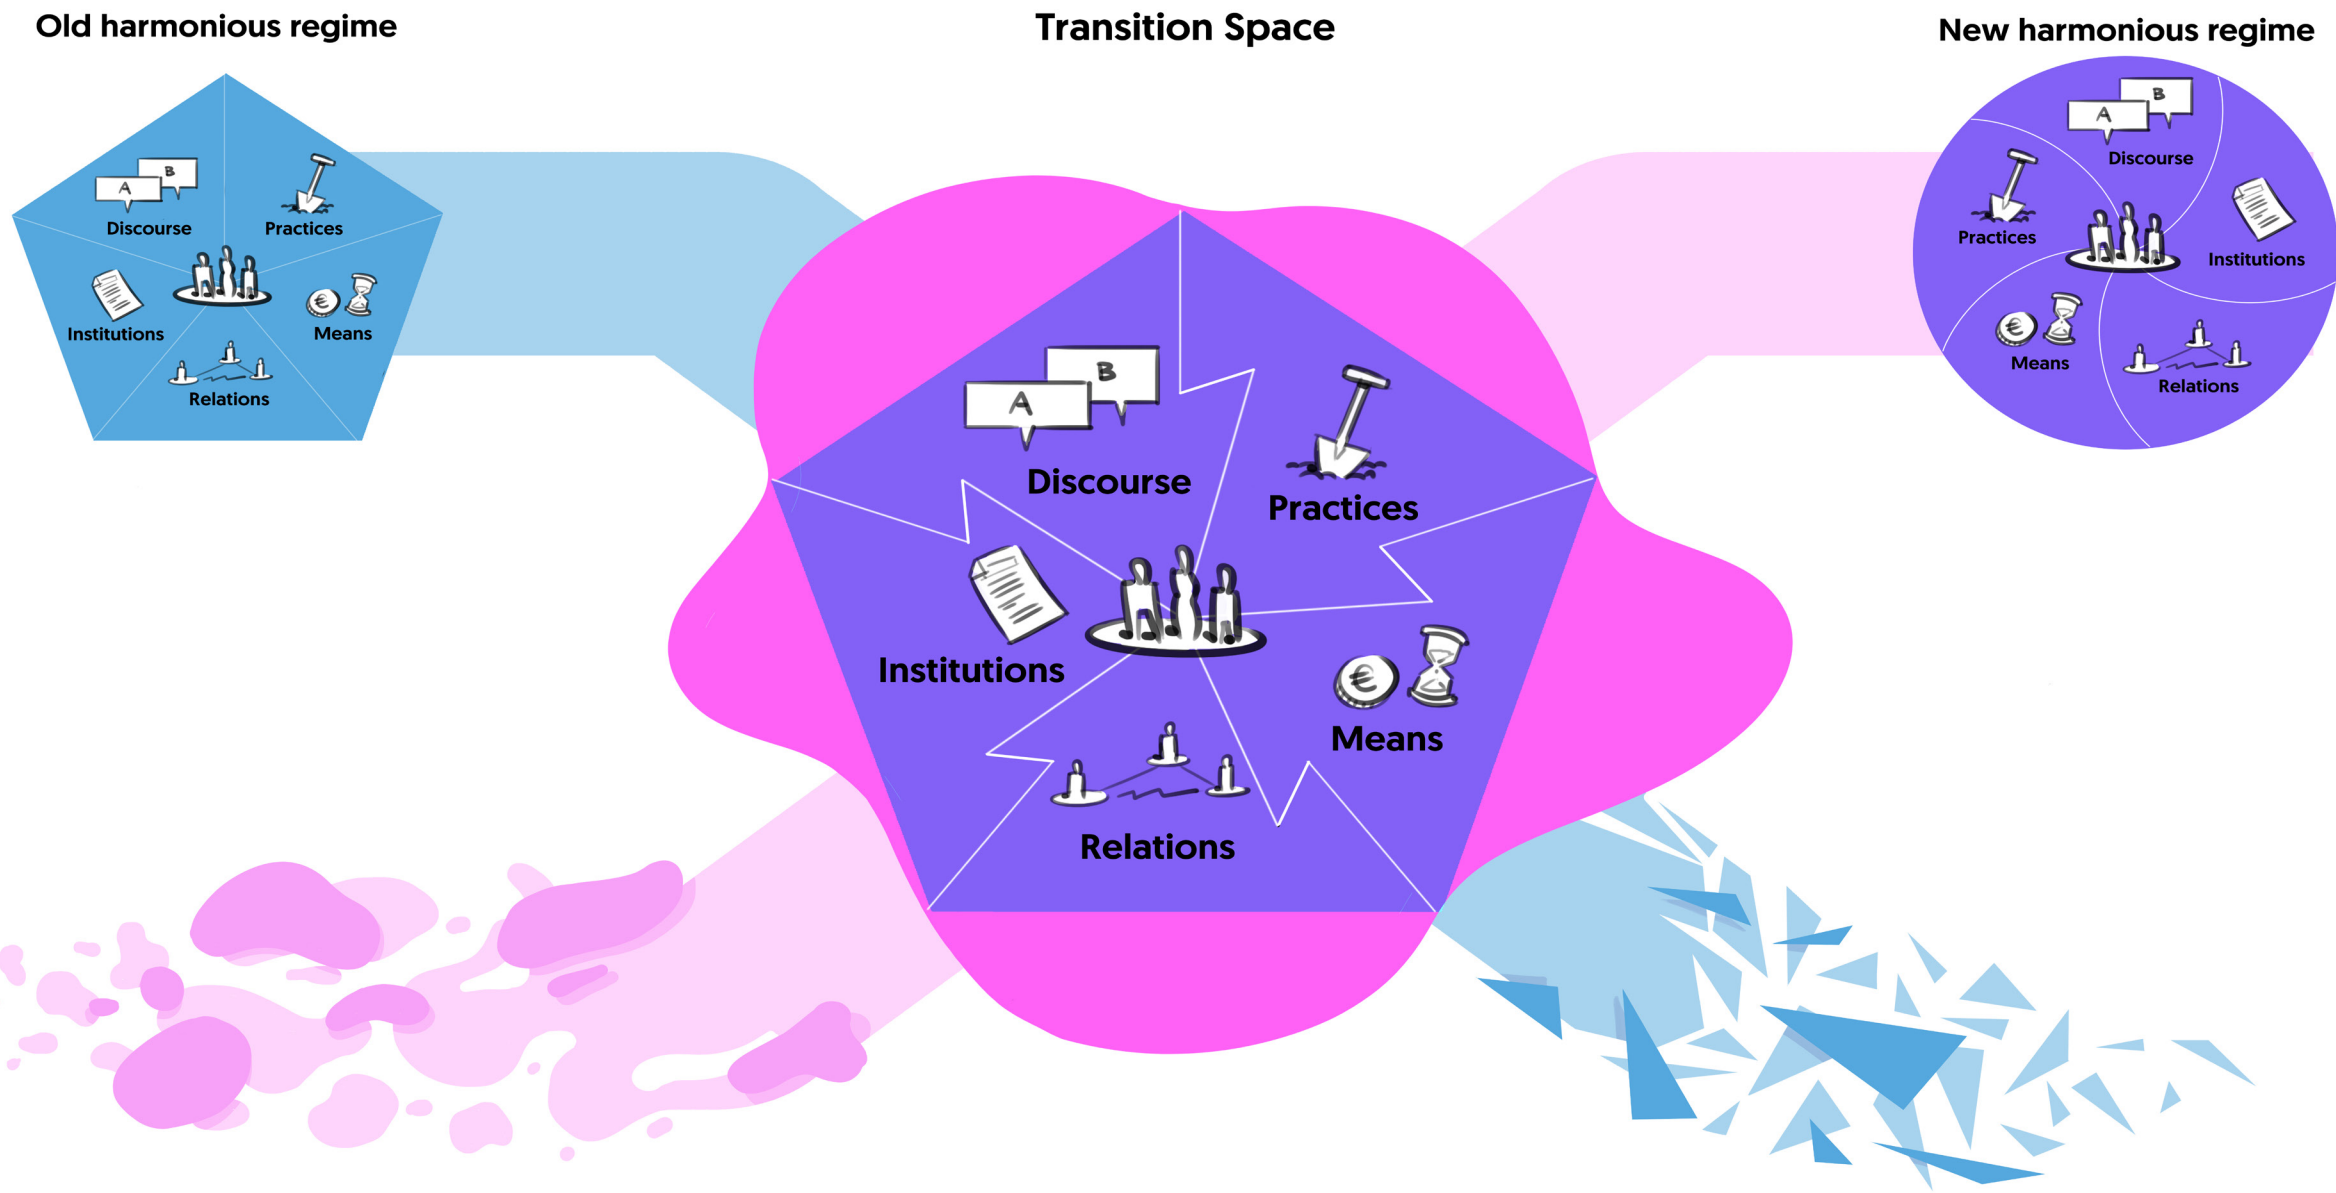 Old harmonious regime
Transition Space
New harmonious regime
A
B
Discourse
Practices
Institutions
€
Means
Relations
A
B
Discourse
Practices
Institutions
€
Means
Relations
A
B
Discourse
Practices
Institutions
€
Means
Relations